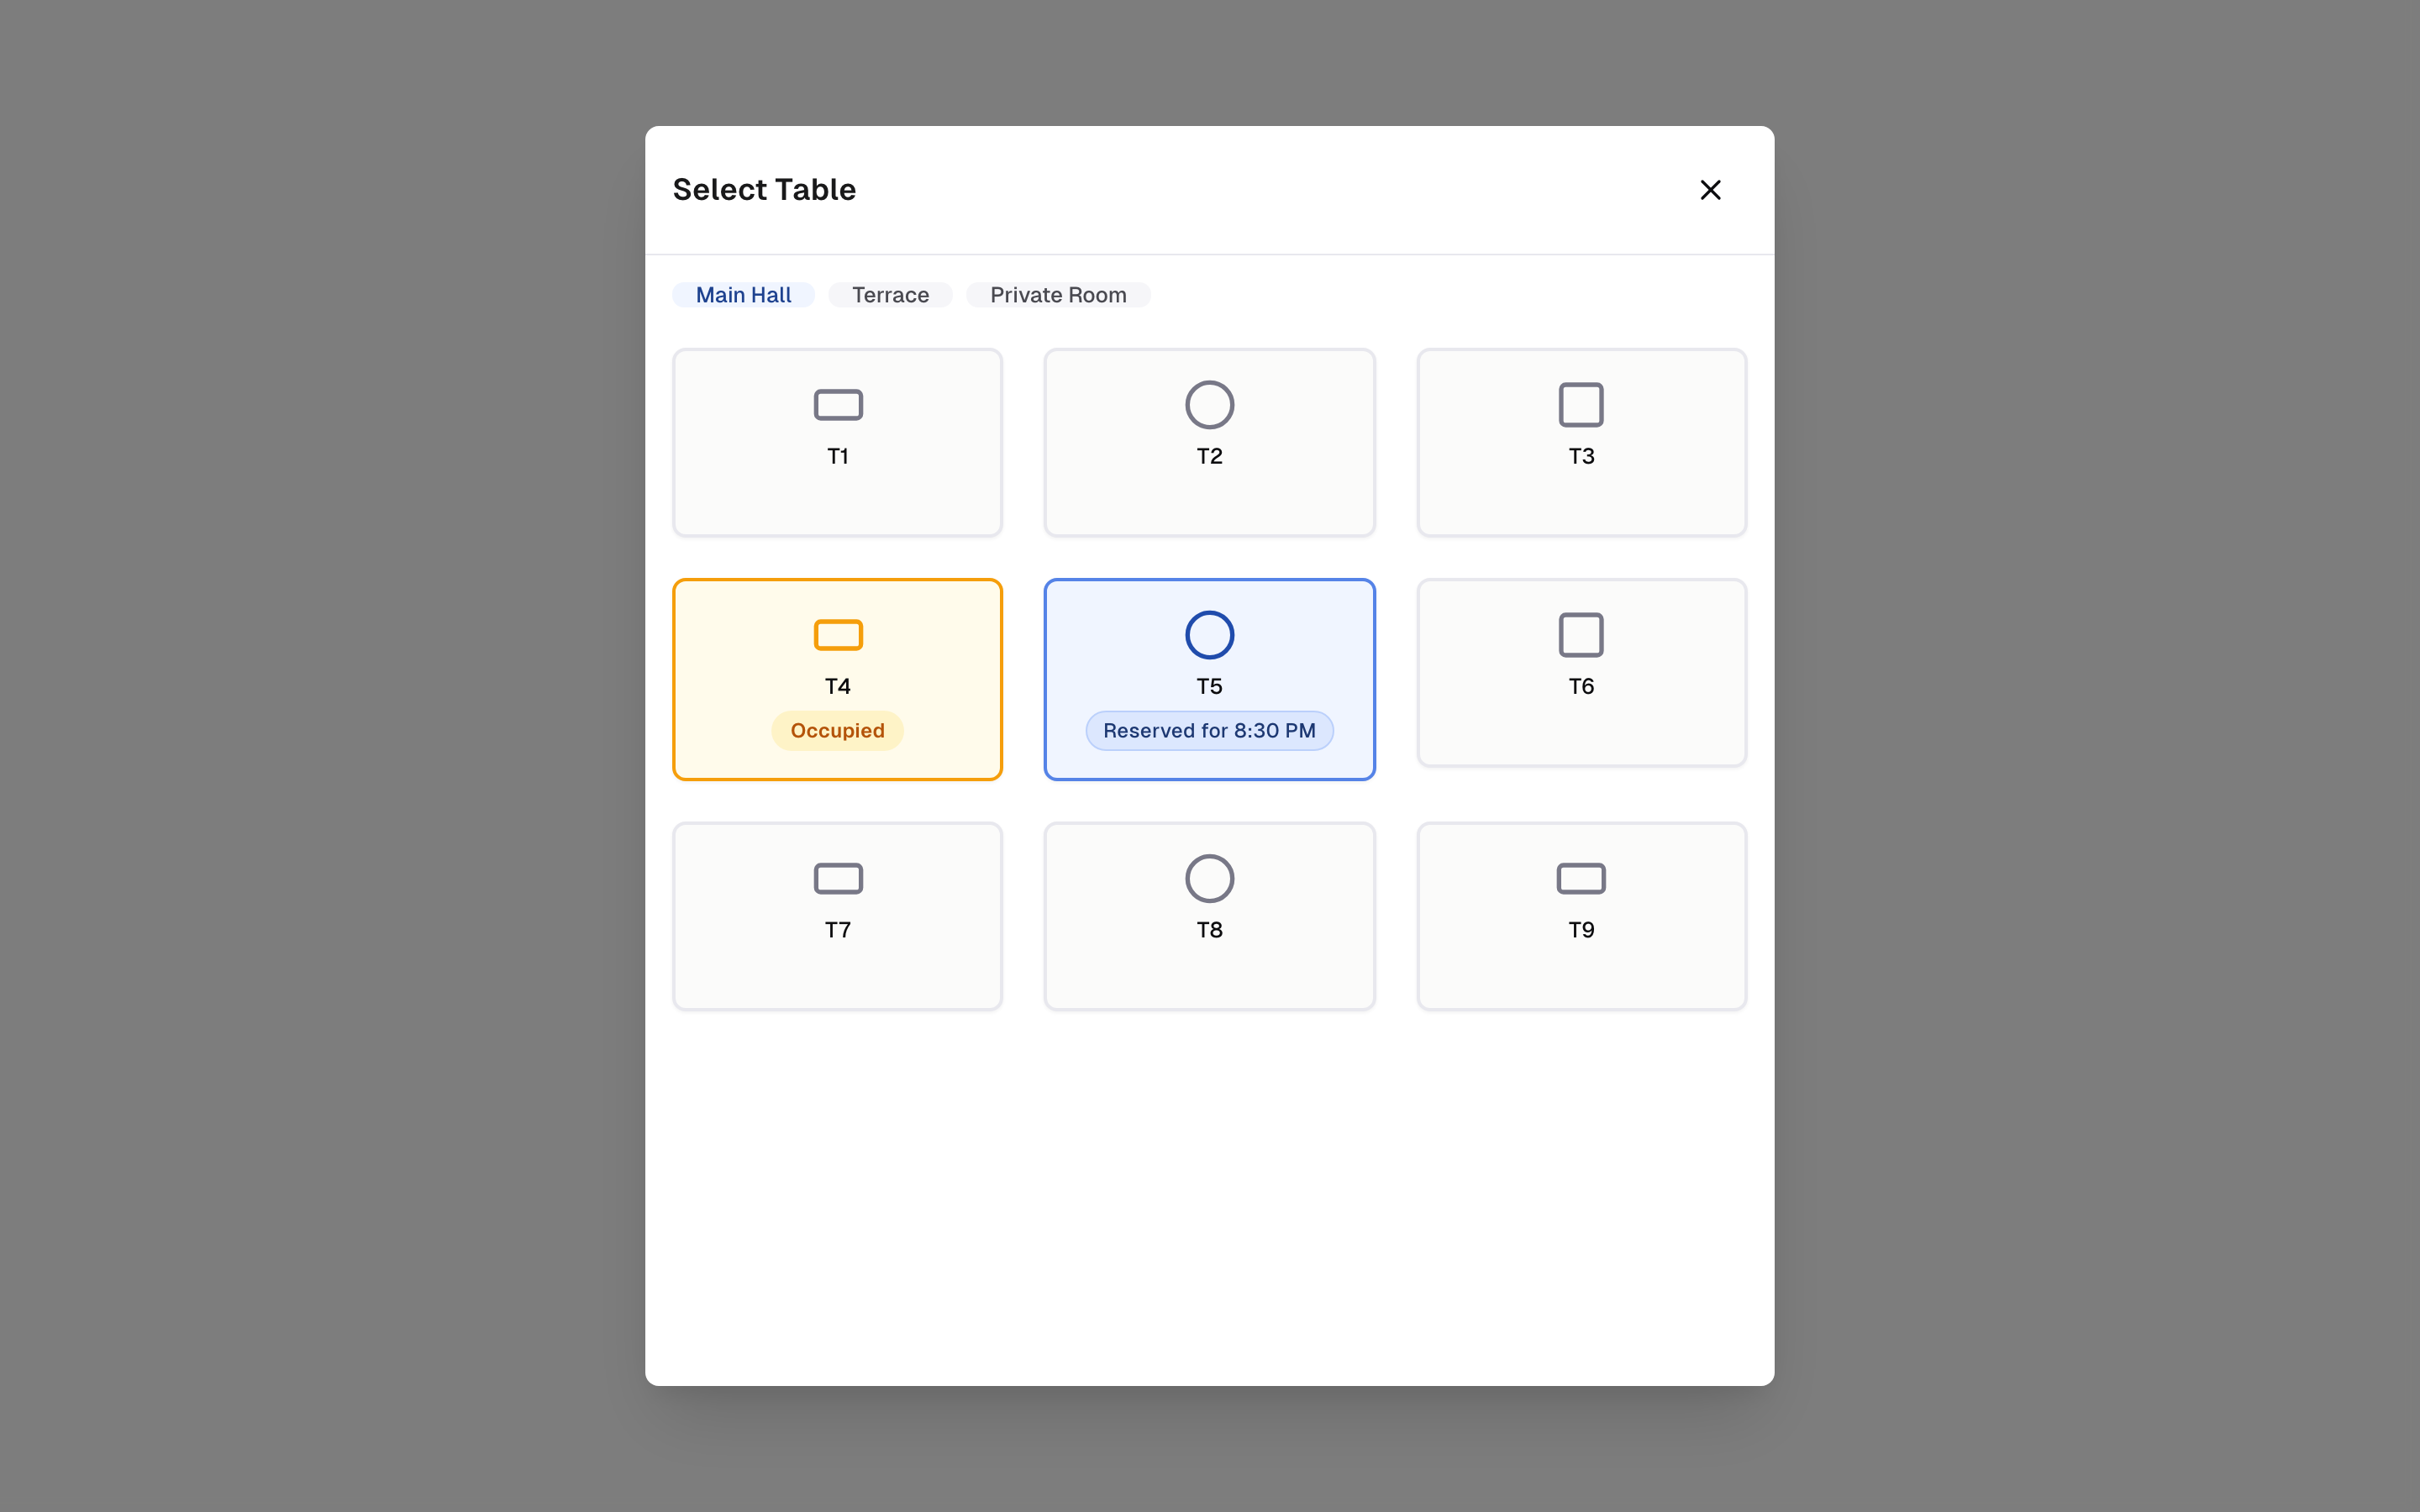 Select Table
Main Hall
Terrace
Private Room
T1
T2
T3
T4
Occupied
T5
Reserved for 8:30 PM
T6
T7
T8
T9